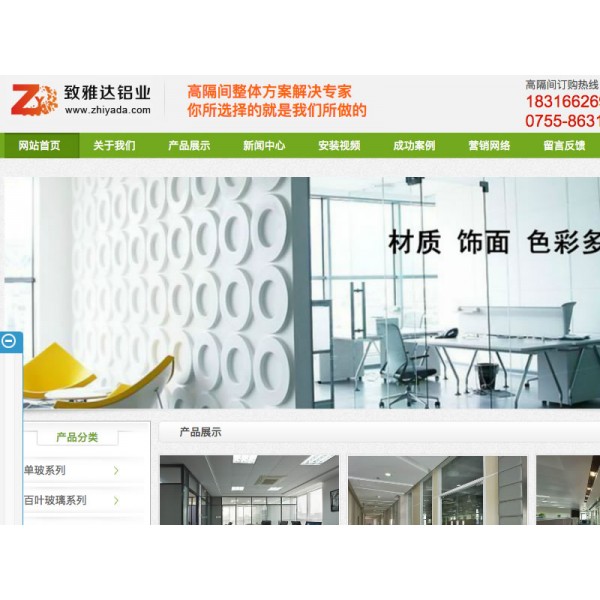 致雅达铝业
www.zhiyada.com
高隔间整体方案解决专家
你所选择的就是我们所做的
高隔间订购热线
183166269
0755-8631
网站首页 关于我们 产品展示 新闻中心 安装视频 成功案例 营销网络 留言反馈
材质 饰面 色彩多
产品分类
产品展示
单玻系列
百叶玻璃系列